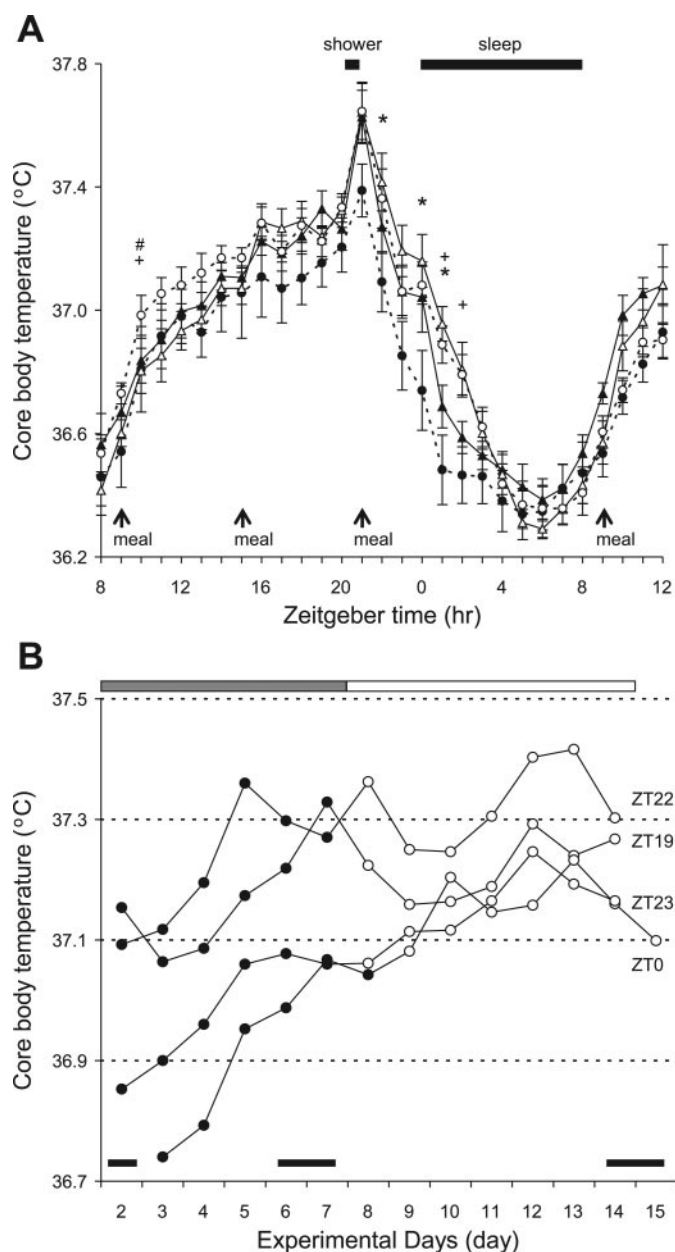 A
shower
sleep
37.8
37.4
37.0
36.6
36.2
Core body temperature (°C)
#
+
*
*
+
*
+
meal
meal
meal
meal
8
12
16
20
0
4
8
12
Zeitgeber time (hr)
B
37.5
37.3
37.1
36.9
36.7
Core body temperature (°C)
ZT22
ZT19
ZT23
ZT0
2
3
4
5
6
7
8
9
10
11
12
13
14
15
Experimental Days (day)